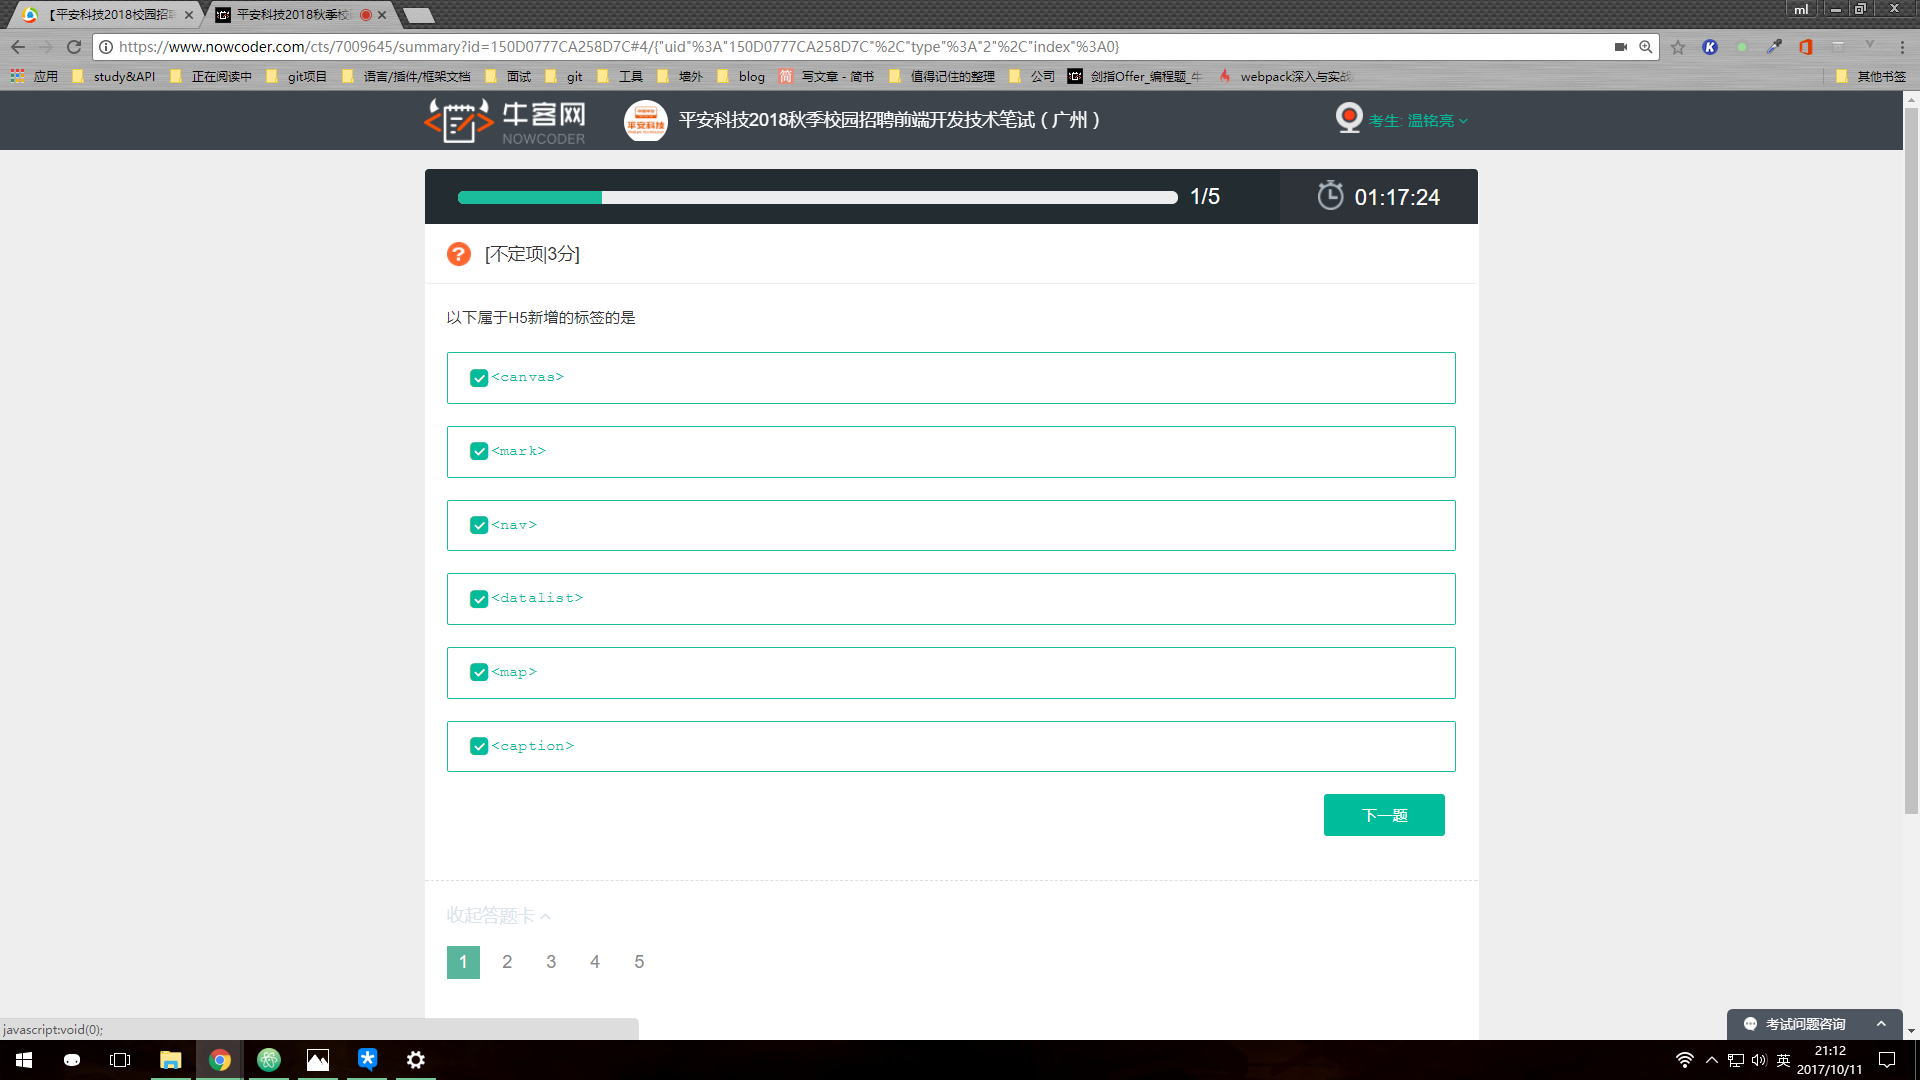 【平安科技2018校园招聘
平安科技2018秋季校
ml
https://www.nowcoder.com/cts/7009645/summary?id=150D0777CA258D7C#4/{"uid"%3A"150D0777CA258D7C"%2C"type"%3A"2"%2C"index"%3A0}
应用 study&API 正在阅读中 git项目 语言/插件/框架文档 面试 git 工具 墙外 blog 简 写文章 - 简书 值得记住的整理 公司 剑指Offer_编程题_牛 webpack深入与实战 其他书签
牛客网
NOWCODER
平安科技
平安科技2018秋季校园招聘前端开发技术笔试（广州）
考生: 温铭亮
1/5
01:17:24
? [不定项|3分]
以下属于H5新增的标签的是
<canvas>
<mark>
<nav>
<datalist>
<map>
<caption>
下一题
收起答题卡
1 2 3 4 5
javascript:void(0);
考试问题咨询
英
21:12
2017/10/11